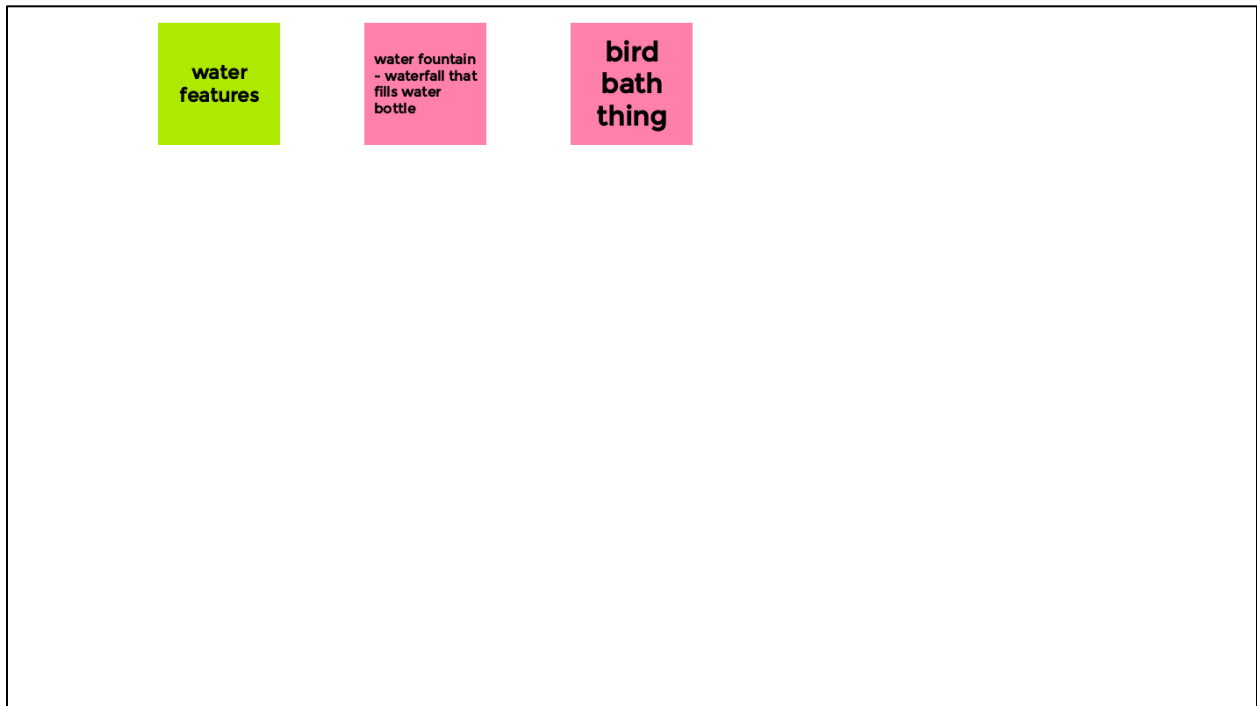 water
features
water fountain
- waterfall that
fills water
bottle
bird
bath
thing